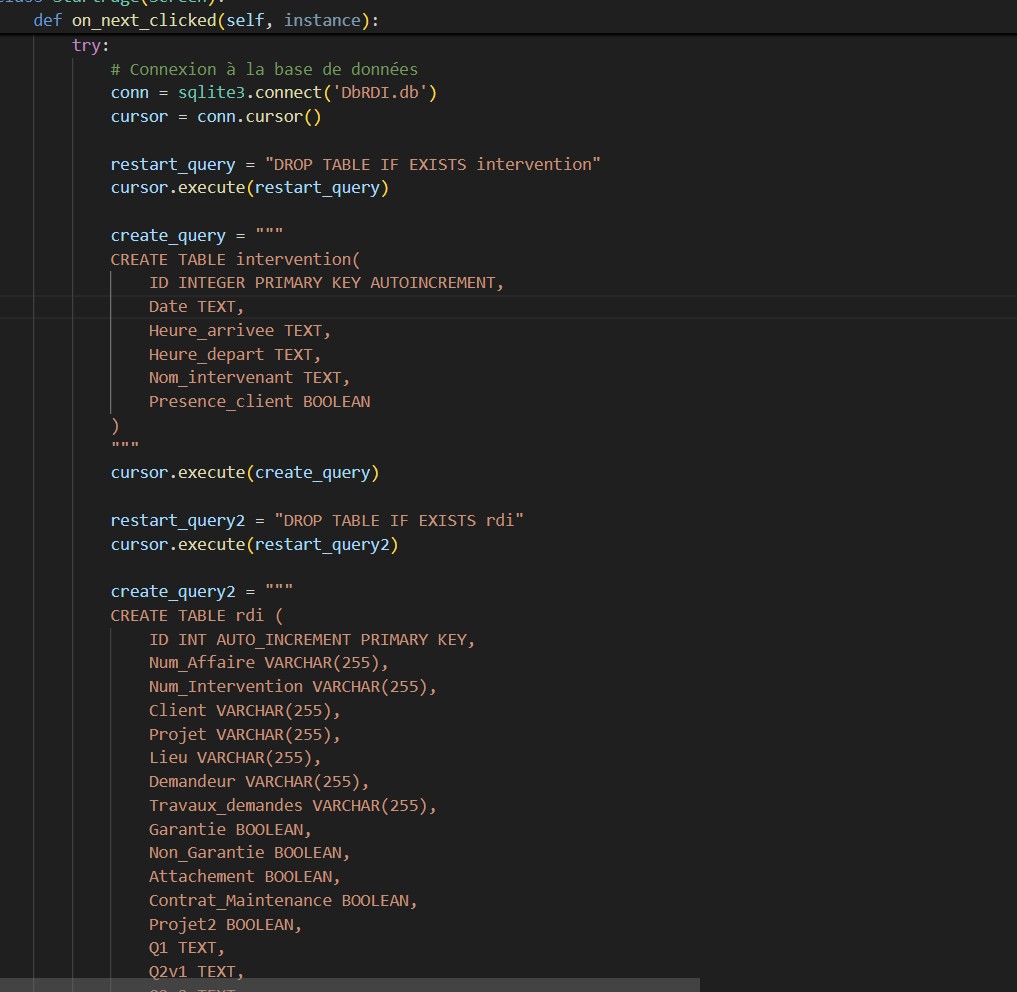 def on_next_clicked(self, instance):
try:
# Connexion à la base de données
conn = sqlite3.connect('DbRDI.db')
cursor = conn.cursor()
restart_query = "DROP TABLE IF EXISTS intervention"
cursor.execute(restart_query)
create_query = """
CREATE TABLE intervention(
ID INTEGER PRIMARY KEY AUTOINCREMENT,
Date TEXT,
Heure_arrivee TEXT,
Heure_depart TEXT,
Nom_intervenant TEXT,
Presence_client BOOLEAN
)
"""
cursor.execute(create_query)
restart_query2 = "DROP TABLE IF EXISTS rdi"
cursor.execute(restart_query2)
create_query2 = """
CREATE TABLE rdi (
ID INT AUTO_INCREMENT PRIMARY KEY,
Num_Affaire VARCHAR(255),
Num_Intervention VARCHAR(255),
Client VARCHAR(255),
Projet VARCHAR(255),
Lieu VARCHAR(255),
Demandeur VARCHAR(255),
Travaux_demandes VARCHAR(255),
Garantie BOOLEAN,
Non_Garantie BOOLEAN,
Attachement BOOLEAN,
Contrat_Maintenance BOOLEAN,
Projet2 BOOLEAN,
Q1 TEXT,
Q2v1 TEXT,